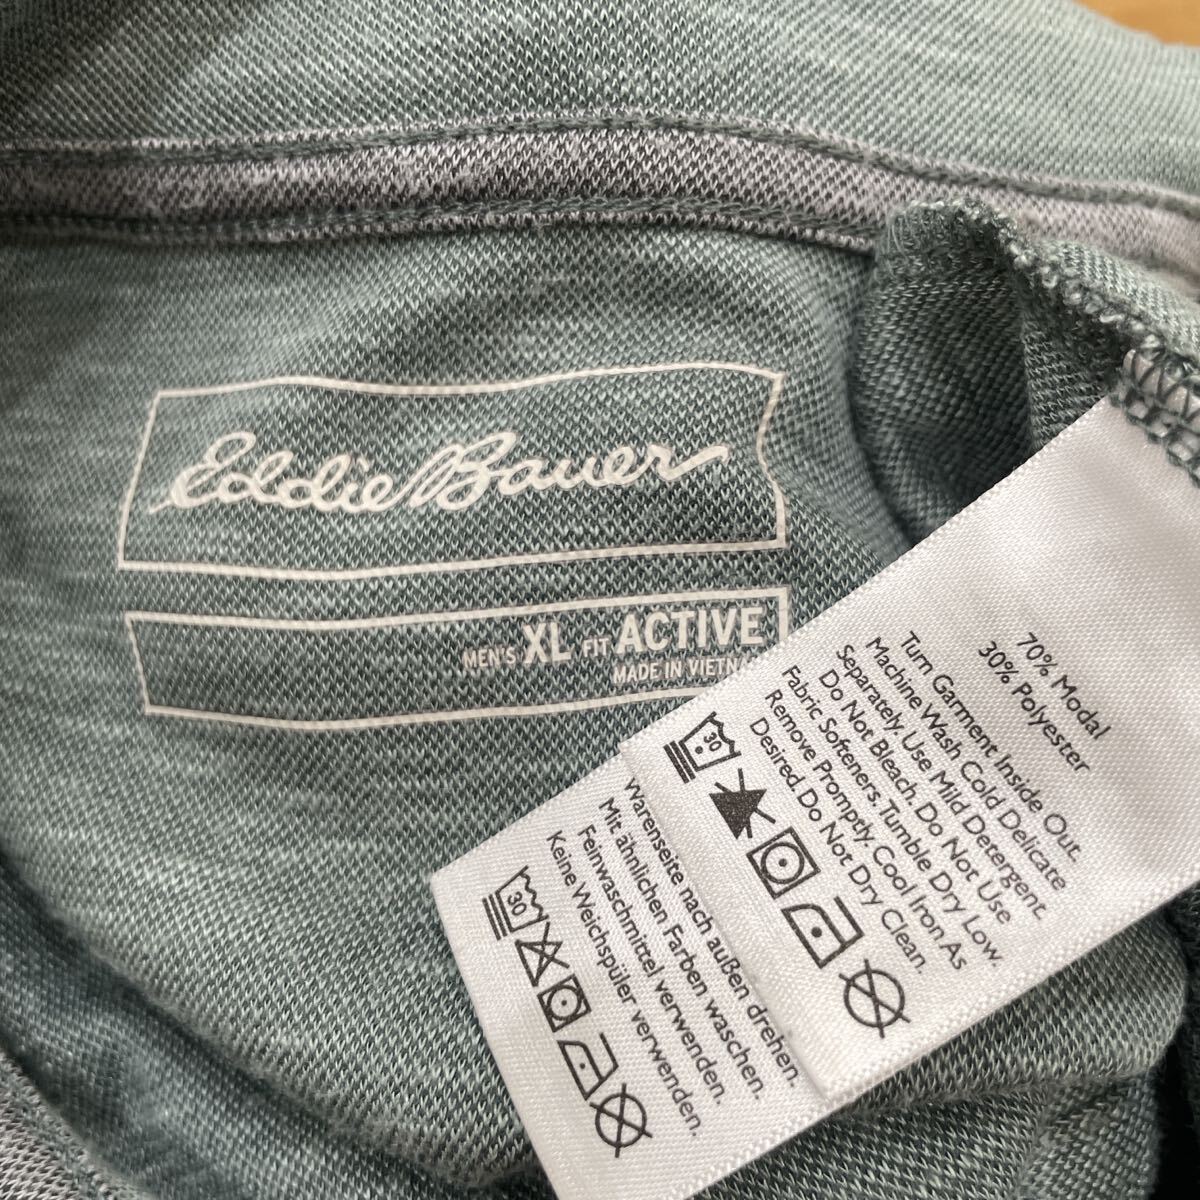 Eddie Bauer
MEN'S XL FIT ACTIVE
MADE IN
70% Modal
30% Polyester
Turn Garment Inside Out.
Machine Wash Cold Delicate
Separately. Use Mild Detergent.
Do Not Bleach. Do Not Use
Fabric Softeners. Tumble Dry Low.
Remove Promptly. Cool Iron As
Desired. Do Not Dry Clean.
30
Warenseite nach außen drehen.
Mit ähnlichen Farben waschen.
Feinwaschmittel verwenden.
Keine Weichspüler verwenden.
30